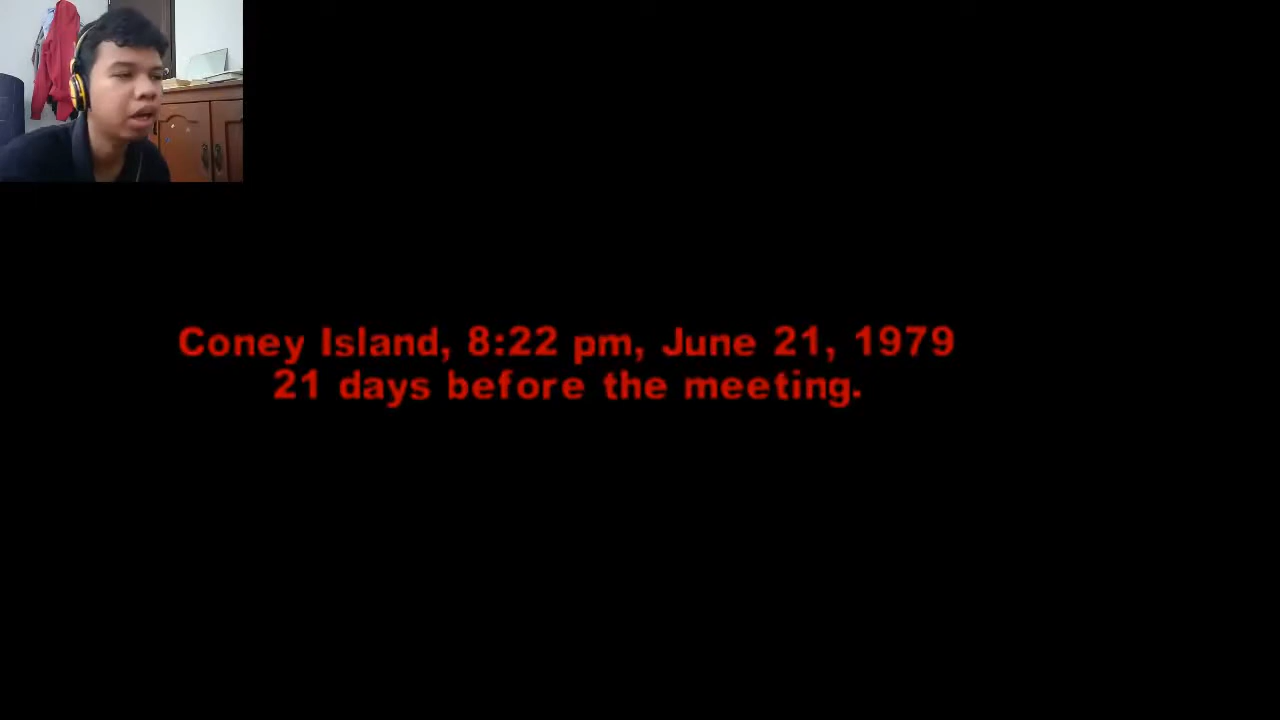 Coney Island, 8:22 pm, June 21, 1979
21 days before the meeting.